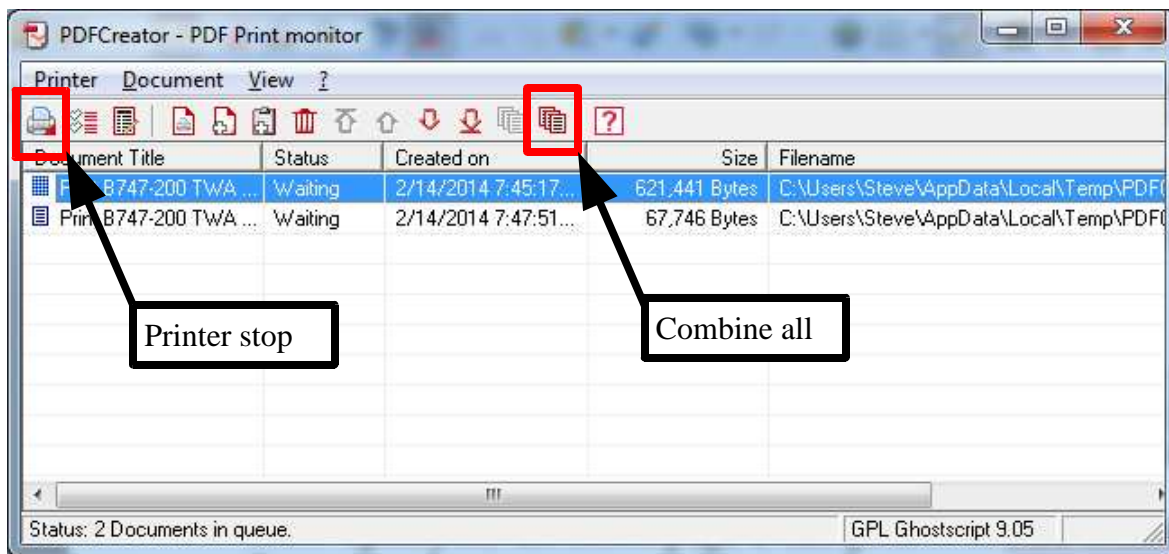 PDFCreator - PDF Print monitor
Printer Document View ?
Document Title Status Created on Size Filename
B747-200 TWA ... Waiting 2/14/2014 7:45:17... 621,441 Bytes C:\Users\Steve\AppData\Local\Temp\PDF
Print B747-200 TWA ... Waiting 2/14/2014 7:47:51... 67,746 Bytes C:\Users\Steve\AppData\Local\Temp\PDF
Printer stop
Combine all
Status: 2 Documents in queue. GPL Ghostscript 9.05